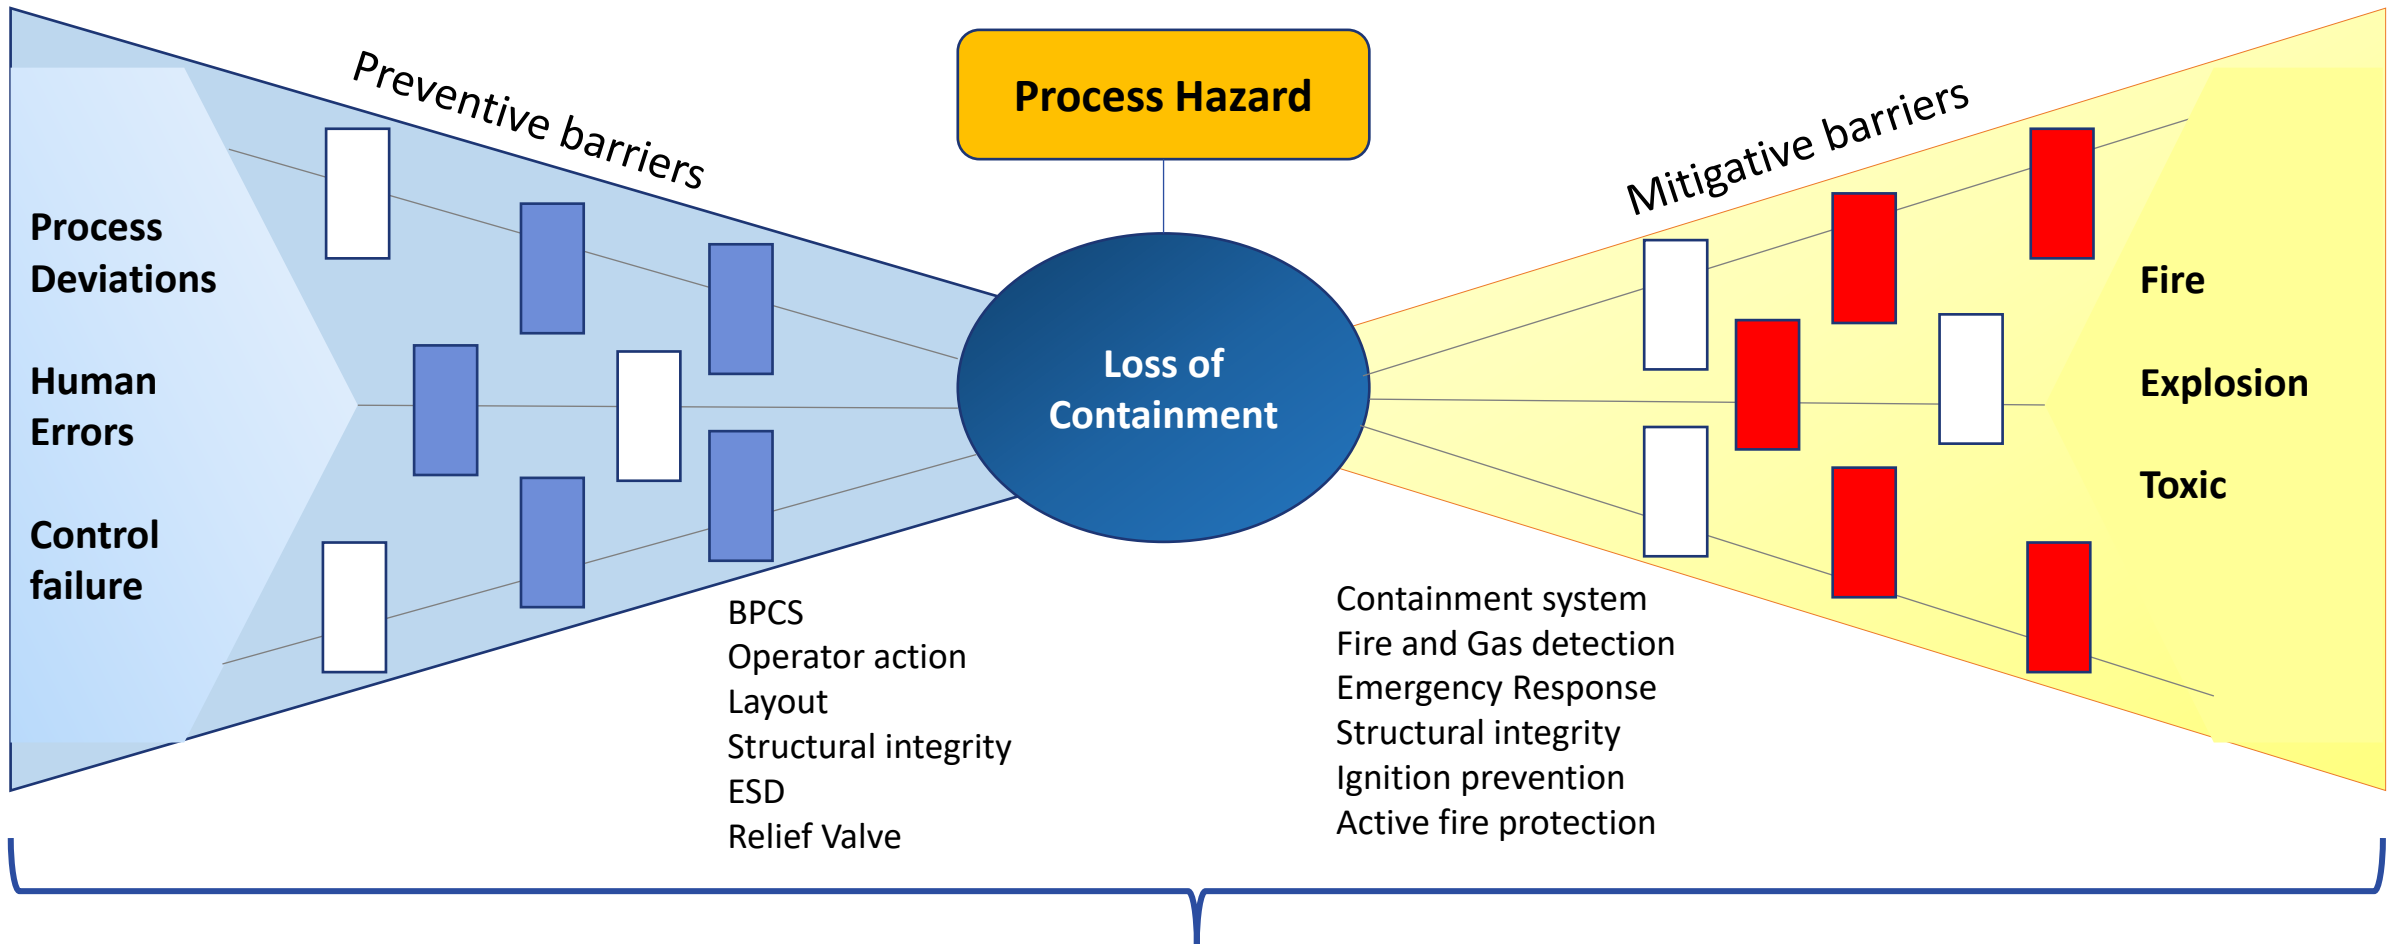 Preventive barriers
Process Hazard
Mitigative barriers
Process
Deviations
Human
Errors
Control
failure
Loss of
Containment
Fire
Explosion
Toxic
BPCS
Operator action
Layout
Structural integrity
ESD
Relief Valve
Containment system
Fire and Gas detection
Emergency Response
Structural integrity
Ignition prevention
Active fire protection